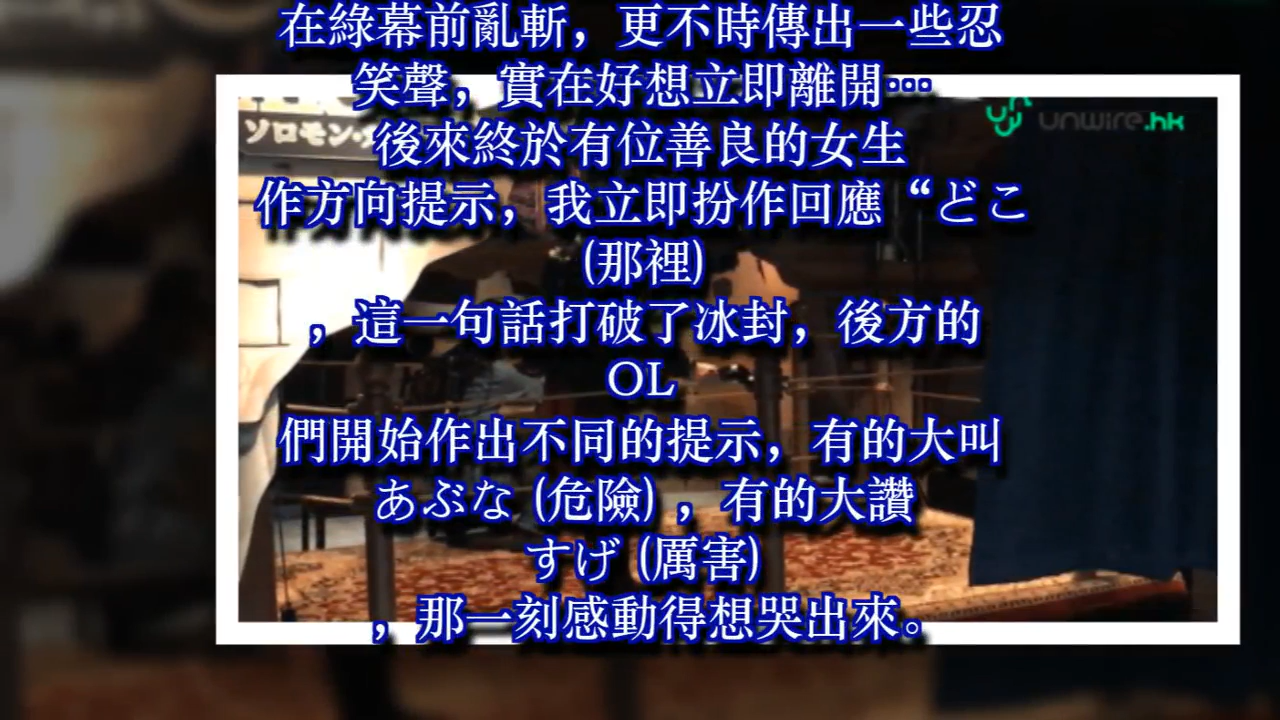 在綠幕前亂斬，更不時傳出一些忍
笑聲，實在好想立即離開…
後來終於有位善良的女生
作方向提示，我立即扮作回應“どこ
(那裡)
，這一句話打破了冰封，後方的
OL
們開始作出不同的提示，有的大叫
あぶな (危險) ，有的大讚
すげ (厲害)
，那一刻感動得想哭出來。
ソロモン・
unwire.hk